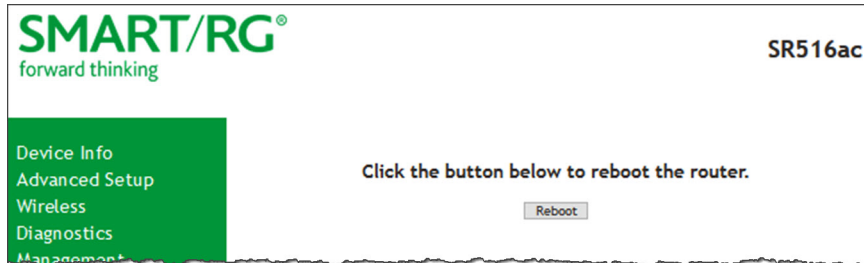 SMART/RG®
forward thinking
SR516ac
Device Info
Advanced Setup
Wireless
Diagnostics
Management
Click the button below to reboot the router.
Reboot